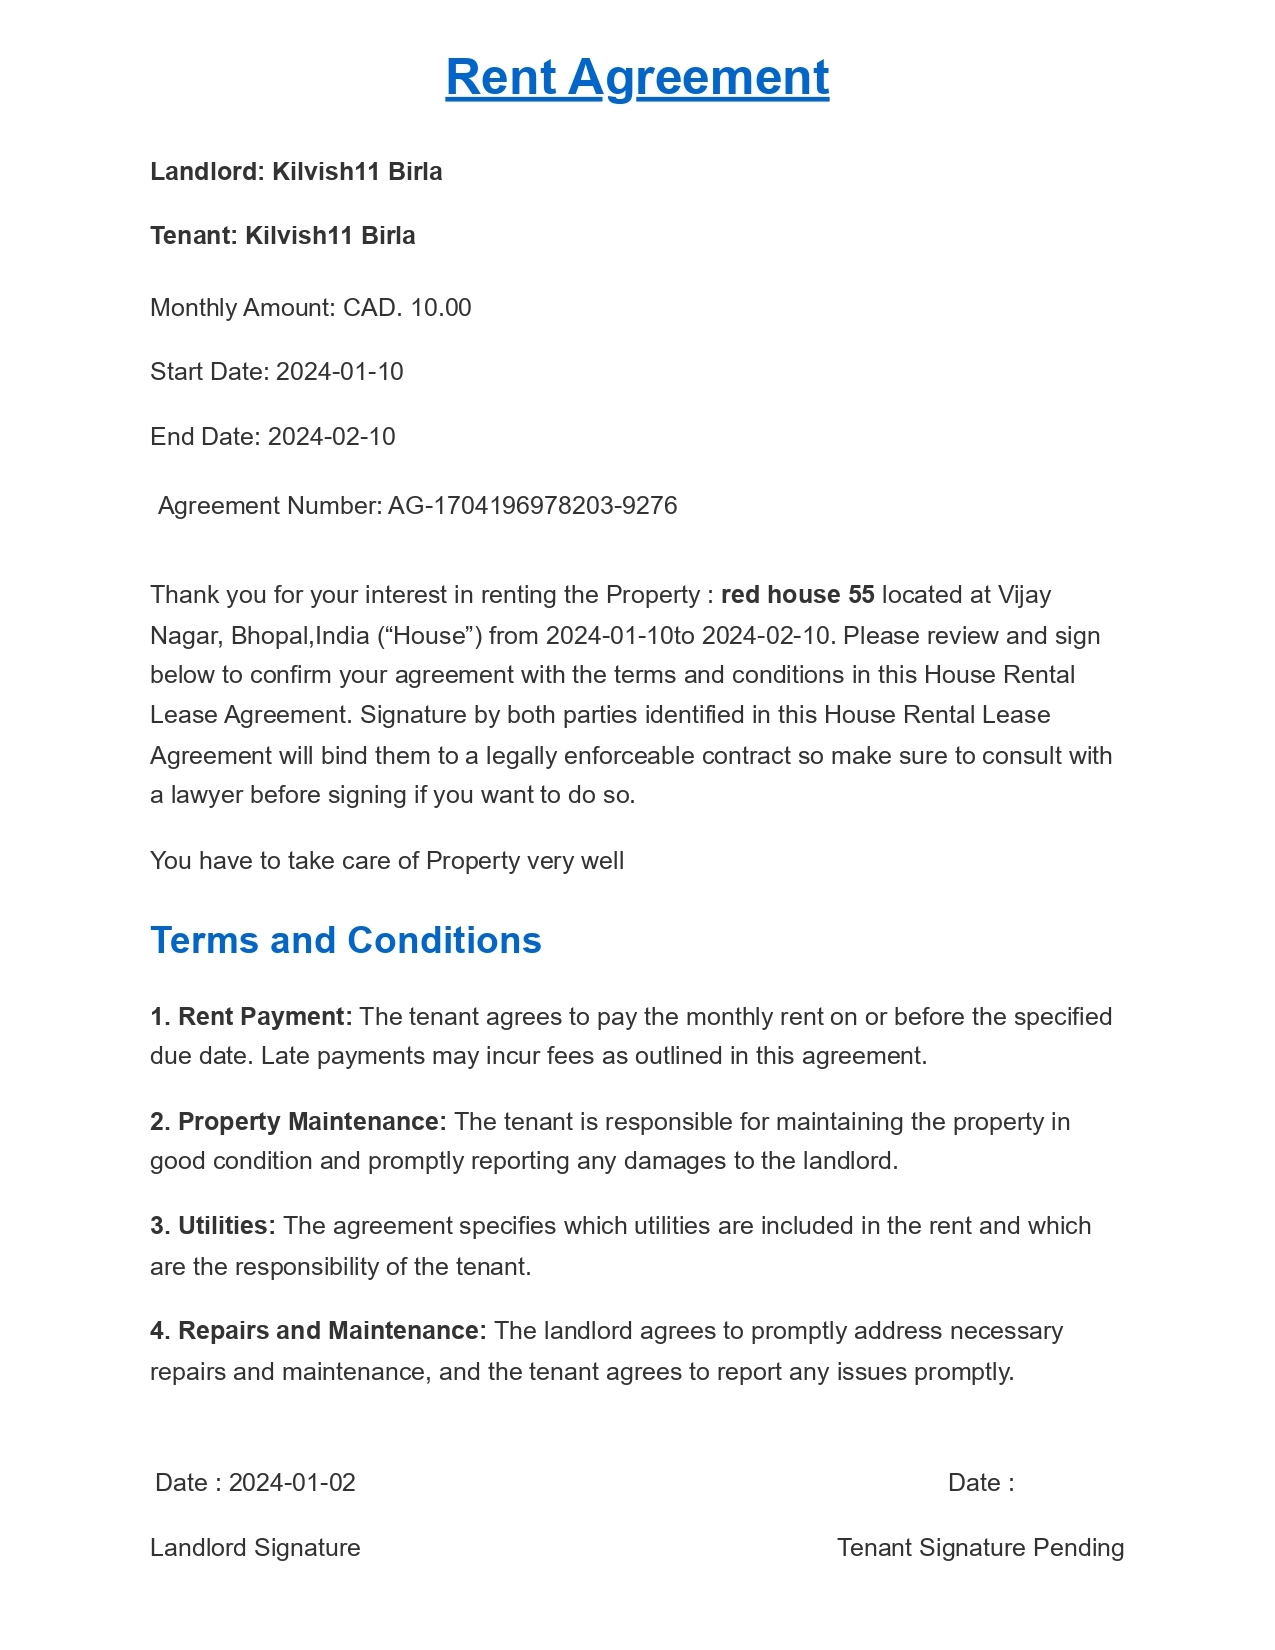 Rent Agreement
Landlord: Kilvish11 Birla
Tenant: Kilvish11 Birla
Monthly Amount: CAD. 10.00
Start Date: 2024-01-10
End Date: 2024-02-10
Agreement Number: AG-1704196978203-9276
Thank you for your interest in renting the Property : red house 55 located at Vijay
Nagar, Bhopal,India (“House”) from 2024-01-10to 2024-02-10. Please review and sign
below to confirm your agreement with the terms and conditions in this House Rental
Lease Agreement. Signature by both parties identified in this House Rental Lease
Agreement will bind them to a legally enforceable contract so make sure to consult with
a lawyer before signing if you want to do so.
You have to take care of Property very well
Terms and Conditions
1. Rent Payment: The tenant agrees to pay the monthly rent on or before the specified
due date. Late payments may incur fees as outlined in this agreement.
2. Property Maintenance: The tenant is responsible for maintaining the property in
good condition and promptly reporting any damages to the landlord.
3. Utilities: The agreement specifies which utilities are included in the rent and which
are the responsibility of the tenant.
4. Repairs and Maintenance: The landlord agrees to promptly address necessary
repairs and maintenance, and the tenant agrees to report any issues promptly.
Date : 2024-01-02 Date :
Landlord Signature Tenant Signature Pending